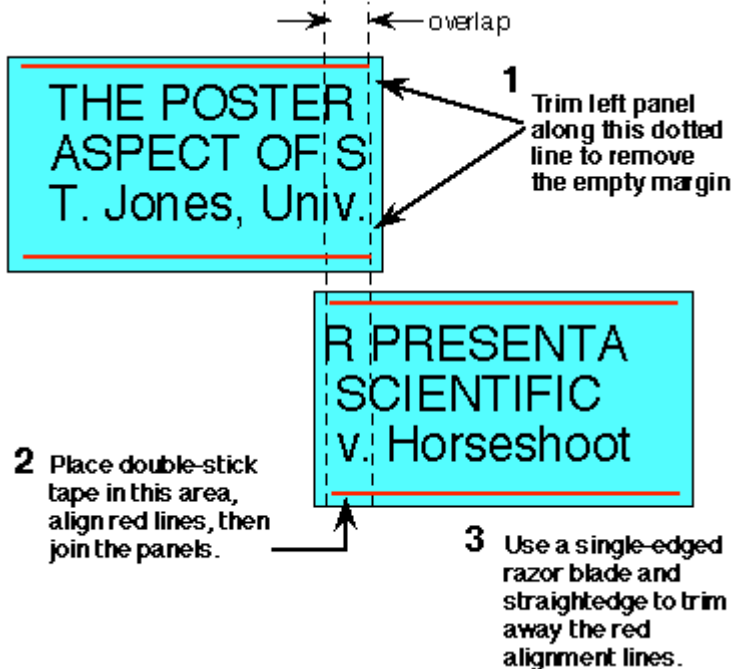 overlap
THE POSTER
ASPECT OF S
T. Jones, Univ.
1
Trim left panel
along this dotted
line to remove
the empty margin
R PRESENTA
SCIENTIFIC
v. Horseshoot
2 Place double-stick
tape in this area,
align red lines, then
join the panels.
3 Use a single-edged
razor blade and
straightedge to trim
away the red
alignment lines.